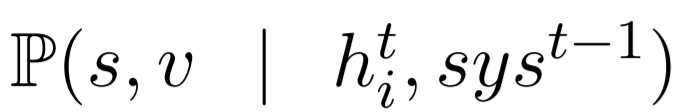 ℙ(s, v | h_i^t, sys^{t−1})